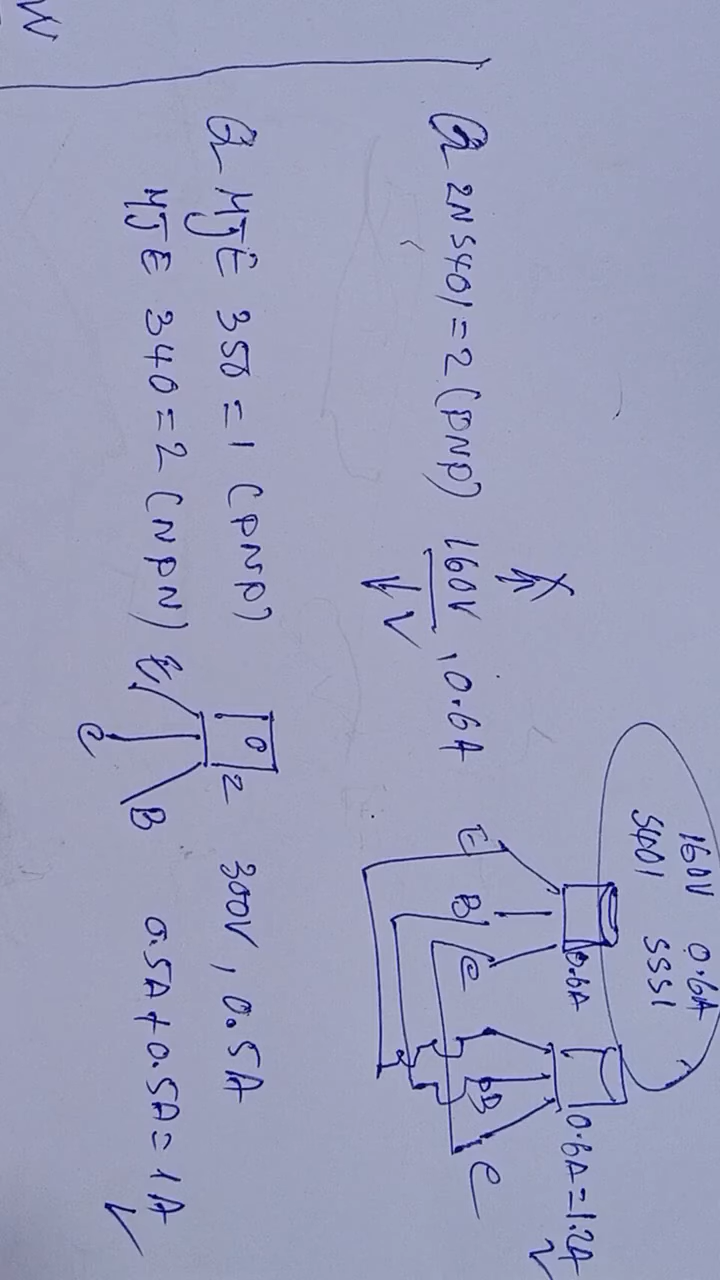 W
160V 0.6A
5401 5551
Q 2N5401=2(PNP) 160V, 0.6A
E B C 0.6A
B C 0.6A=1.2A
Q MJE 350=1(PNP) 300V, 0.5A
MJE 340=2(NPN) E C B 0.5A+0.5A=1A